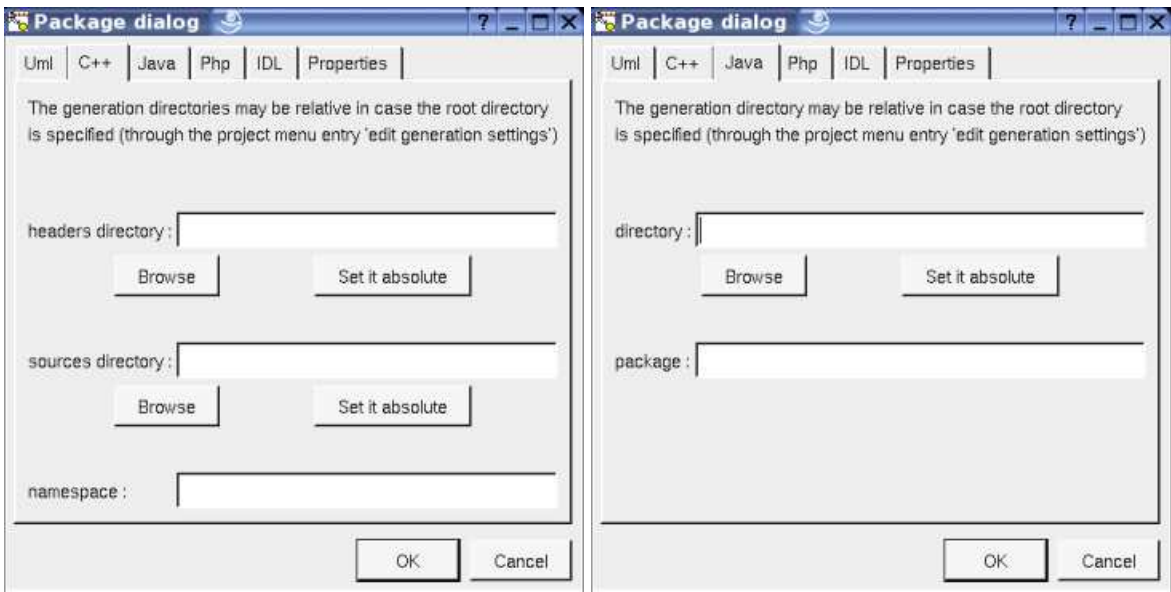 Package dialog
Uml C++ Java Php IDL Properties
The generation directories may be relative in case the root directory
is specified (through the project menu entry 'edit generation settings')
headers directory :
Browse Set it absolute
sources directory :
Browse Set it absolute
namespace :
OK Cancel
Package dialog
Uml C++ Java Php IDL Properties
The generation directory may be relative in case the root directory
is specified (through the project menu entry 'edit generation settings')
directory :
Browse Set it absolute
package :
OK Cancel